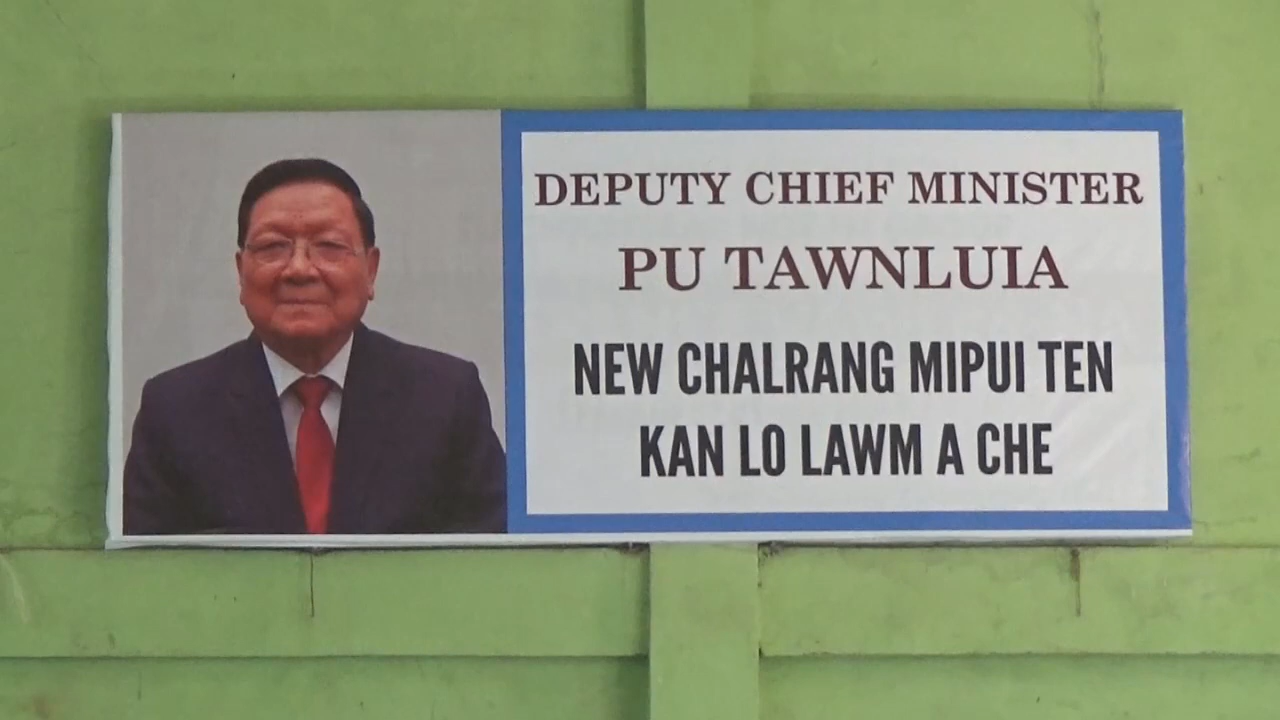 DEPUTY CHIEF MINISTER
PU TAWNLUIA
NEW CHALRANG MIPUI TEN
KAN LO LAWM A CHE